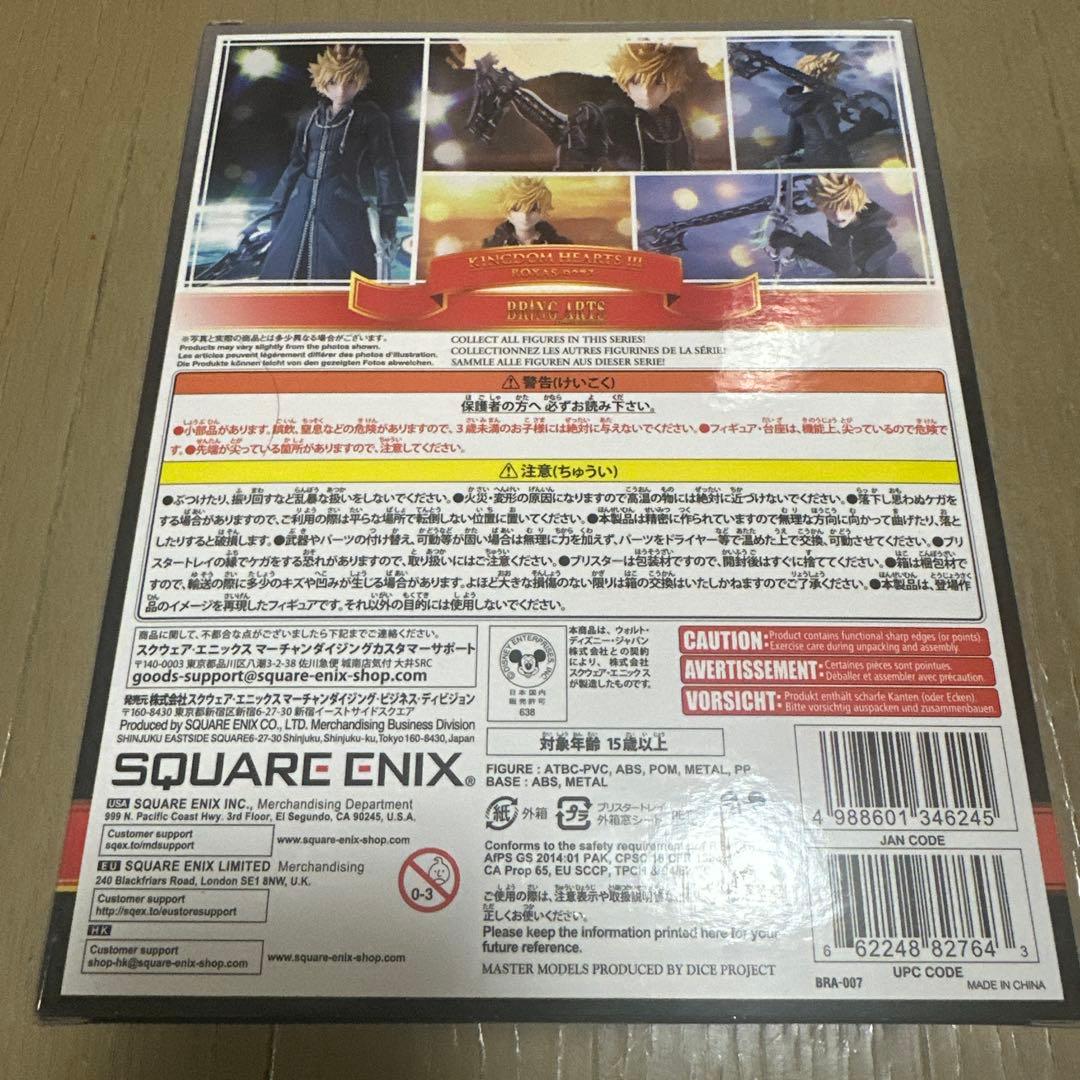 KINGDOM HEARTS III
BRING ARTS
※写真と実際の商品とは多少異なる場合がございます。
Products may vary slightly from the photos shown.
Les articles peuvent légèrement différer des photos d'illustration.
Die Produkte können leicht von den gezeigten Fotos abweichen.
COLLECT ALL FIGURES IN THIS SERIES!
COLLECTIONNEZ LES AUTRES FIGURINES DE LA SÉRIE!
SAMMLE ALLE FIGUREN AUS DIESER SERIE!
⚠警告(けいこく)
保護者の方へ 必ずお読み下さい。
●小部品があります。誤飲、窒息などの危険がありますので、3歳未満のお子様には絶対に与えないでください。●フィギュア・台座は、機能上、尖っているので危険で
す。●先端が尖っている箇所がありますので、注意してください。
⚠注意(ちゅうい)
●ぶつけたり、振り回すなど乱暴な扱いをしないでください。●火災・変形の原因になりますので高温の物には絶対に近づけないでください。●落下し思わぬケガを
する場合がありますので、ご利用の際は平らな場所で転倒しない位置に置いてください。●本製品は精密に作られていますので無理な方向に向かって曲げたり、落と
したりすると破損します。●武器やパーツの付け替え、可動等が固い場合は無理に力を加えず、パーツをドライヤー等で温めた上で交換、可動させてください。●ブリ
スタートレイの縁でケガをする恐れがありますので、取り扱いにはご注意ください。●ブリスターは包装材ですので、開封後はすぐに捨ててください。●箱は梱包材で
すので、輸送の際に多少のキズや凹みが生じる場合があります。よほど大きな損傷のない限りは箱の交換はいたしかねますのでご了承ください。●本製品は、登場作
品のイメージを再現したフィギュアです。それ以外の目的には使用しないでください。
商品に関して、不都合な点がございましたら下記までご連絡ください。
スクウェア・エニックス マーチャンダイジングカスタマーサポート
〒140-0003 東京都品川区八潮3-2-38 佐川急便 城南店気付 大井SRC
goods-support@square-enix.com
発売元:株式会社スクウェア・エニックス マーチャンダイジング・ビジネス・ディビジョン
〒160-8430 東京都新宿区新宿6-27-30 新宿イーストサイドスクエア
Produced by SQUARE ENIX CO., LTD. Merchandising Business Division
SHINJUKU EASTSIDE SQUARE6-27-30 Shinjuku, Shinjuku-ku, Tokyo 160-8430, Japan
SQUARE ENIX®
USA SQUARE ENIX INC., Merchandising Department
999 N. Pacific Coast Hwy. 3rd Floor, El Segundo, CA 90245, U.S.A.
Customer support
sqex.to/mdsupport
www.square-enix-shop.com
EU SQUARE ENIX LIMITED Merchandising
240 Blackfriars Road, London SE1 8NW, U.K.
Customer support
http://sqex.to/eustoresupport
www.square-enix-shop.com
HK
Customer support
shop-hk@square-enix-shop.com
www.square-enix-shop.com
0-3
©DISNEY ENTERPRISES, INC
日本国内
販売許可
638
本商品は、ウォルト・
ディズニー・ジャパン
株式会社との契約
により、株式会社
スクウェア・エニックス
が製造したものです。
CAUTION: Product contains functional sharp edges (or points).
Exercise care during unpacking and assembly.
AVERTISSEMENT: Certaines pièces sont pointues.
Déballer et assembler avec précaution.
VORSICHT: Produkt enthält scharfe Kanten (oder Ecken).
Bitte vorsichtig auspacken und zusammenbauen.
対象年齢 15歳以上
FIGURE : ATBC-PVC, ABS, POM, METAL, PP
BASE : ABS, METAL
紙 外箱
プラ ブリスタートレイ
外箱窓シート
Conforms to the safety requirement of
AfPS GS 2014:01 PAK, CPSC 16 CFR
CA Prop 65, EU SCCP, TPCH
ご使用の際は、注意表示や取扱説明
正しくお使いください。
Please keep the information printed here for your
future reference.
MASTER MODELS PRODUCED BY DICE PROJECT
4 988601 346245
JAN CODE
6 62248 82764 3
UPC CODE
BRA-007
MADE IN CHINA